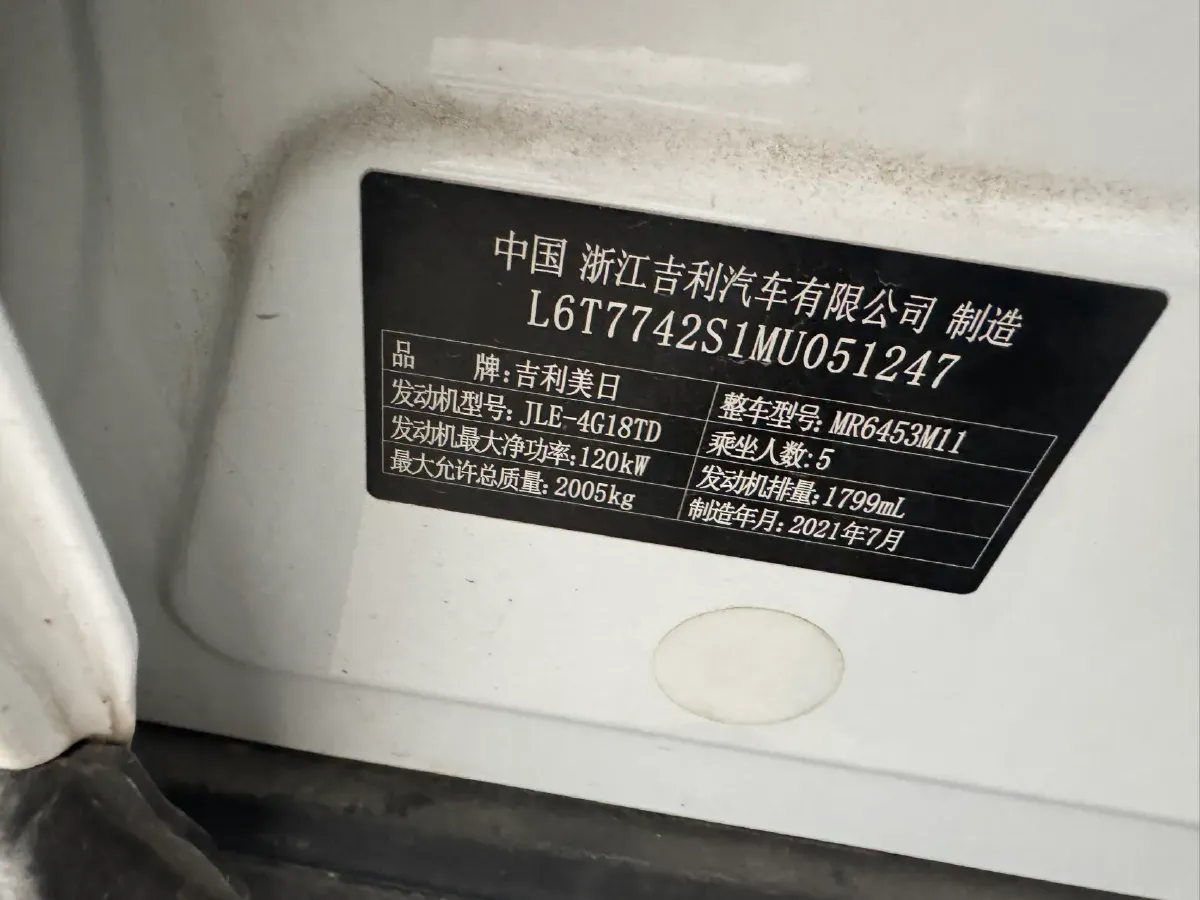 中国 浙江吉利汽车有限公司 制造
L6T7742S1MU051247
品 牌:吉利美日 整车型号:MR6453M11
发动机型号:JLE-4G18TD 乘坐人数:5
发动机最大净功率:120kW 发动机排量:1799mL
最大允许总质量:2005kg 制造年月:2021年7月